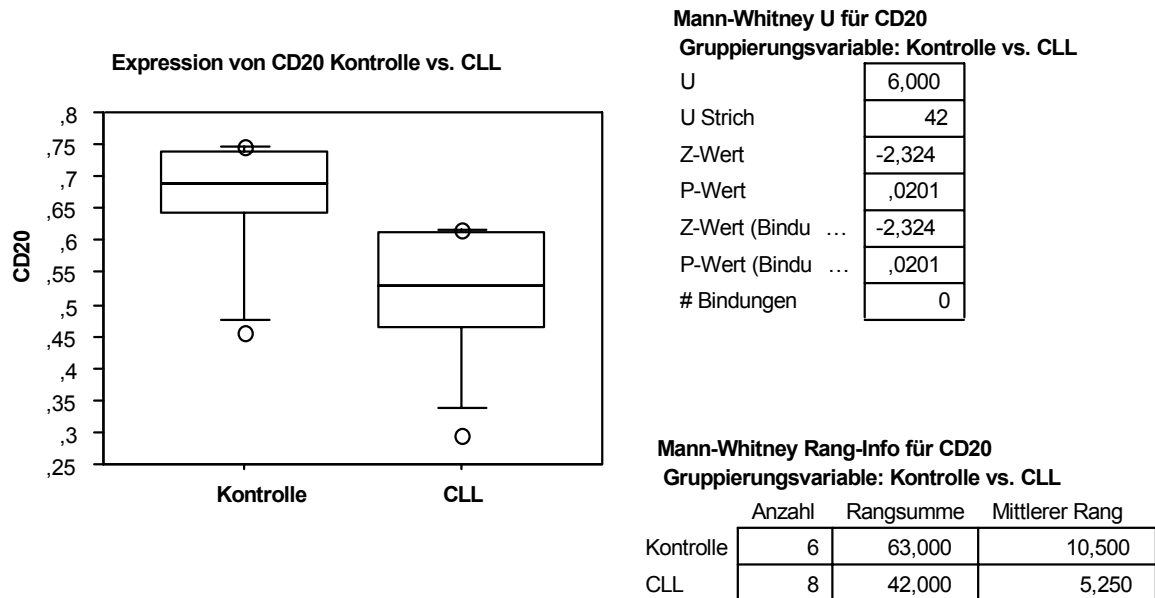 Expression von CD20 Kontrolle vs. CLL
,8
,75
,7
,65
,6
,55
,5
,45
,4
,35
,3
,25
CD20
Kontrolle CLL
Mann-Whitney U für CD20
Gruppierungsvariable: Kontrolle vs. CLL
U 6,000
U Strich 42
Z-Wert -2,324
P-Wert ,0201
Z-Wert (Bindu … -2,324
P-Wert (Bindu … ,0201
# Bindungen 0
Mann-Whitney Rang-Info für CD20
Gruppierungsvariable: Kontrolle vs. CLL
Anzahl Rangsumme Mittlerer Rang
Kontrolle 6 63,000 10,500
CLL 8 42,000 5,250